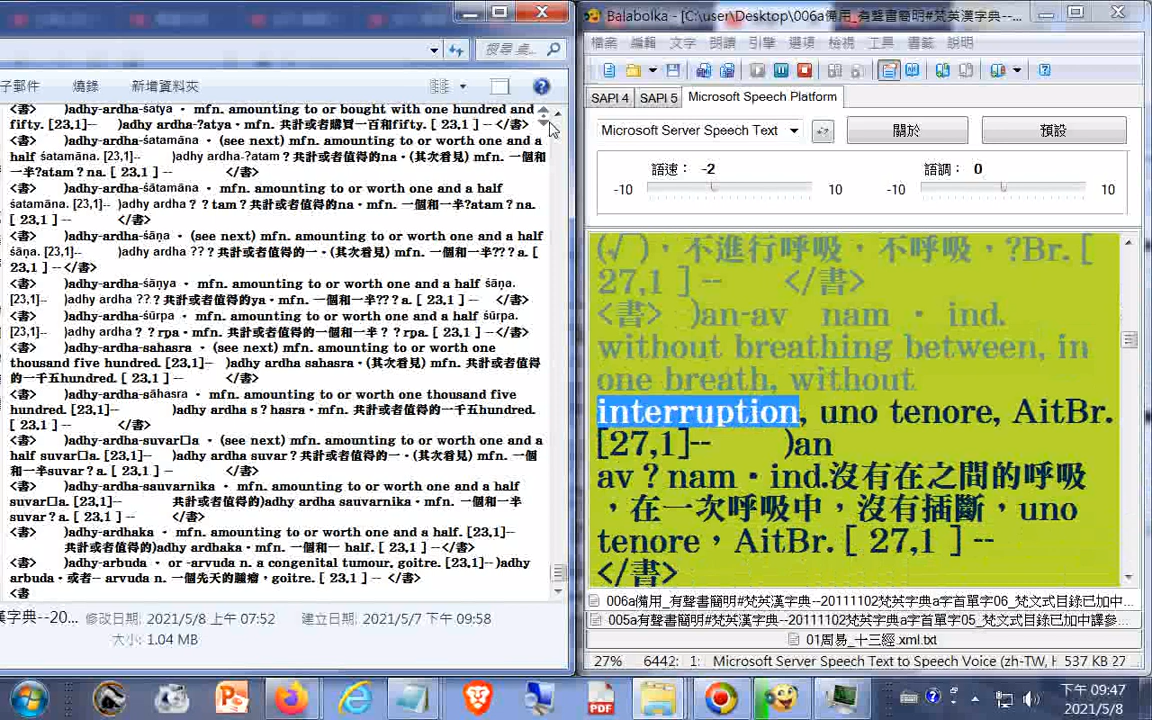 搜尋桌...
子郵件 燒錄 新增資料夾
<書> )adhy-ardha-śatya・mfn. amounting to or bought with one hundred and
fifty. [23,1]-- )adhy ardha-?atya・mfn. 共計或者購買一百和fifty. [ 23,1 ] --</書>
<書> )adhy-ardha-śatamāna・(see next) mfn. amounting to or worth one and a
half śatamāna. [23,1]-- )adhy ardha-?atam？共計或者值得的na・(其次看見) mfn. 一個和
一半?atam？na. [ 23,1 ] -- </書>
<書> )adhy-ardha-śātamāna・mfn. amounting to or worth one and a half
śatamāna. [23,1]-- )adhy ardha？？tam？共計或者值得的na・mfn. 一個和一半?atam？na. [
23,1 ] -- </書>
<書> )adhy-ardha-śāṇa・(see next) mfn. amounting to or worth one and a half
śāṇa. [23,1]-- )adhy ardha ??？共計或者值得的一・(其次看見) mfn. 一個和一半??？a. [
23,1 ] -- </書>
<書> )adhy-ardha-śāṇya・mfn. amounting to or worth one and a half śāṇa.
[23,1]-- )adhy ardha ??？共計或者值得的ya・mfn. 一個和一半???a. [ 23,1 ] -- </書>
<書> )adhy-ardha-śūrpa・mfn. amounting to or worth one and a half śūrpa.
[23,1]-- )adhy ardha？？rpa・mfn. 共計或者值得的一個和一半？？rpa. [ 23,1 ] -- </書>
<書> )adhy-ardha-sahasra・(see next) mfn. amounting to or worth one
thousand five hundred. [23,1]-- )adhy ardha sahasra・(其次看見) mfn. 共計或者值得
的一千五hundred. [ 23,1 ] -- </書>
<書> )adhy-ardha-sāhasra・mfn. amounting to or worth one thousand five
hundred. [23,1]-- )adhy ardha s？hasra・mfn. 共計或者值得的一千五hundred.
[ 23,1 ] -- </書>
<書> )adhy-ardha-suvar□a・(see next) mfn. amounting to or worth one and a
half suvar□a. [23,1]-- )adhy ardha suvar？a・(其次看見) mfn. 共計或者值得的一個
和一半suvar？a. [ 23,1 ] -- </書>
<書> )adhy-ardha-sauvarnika・mfn. amounting to or worth one and a half
suvar□a. [23,1]-- 共計或者值得的)adhy ardha sauvarnika・mfn. 一個和一半
suvar？a. [ 23,1 ] -- </書>
<書> )adhy-ardhaka・mfn. amounting to or worth one and a half. [23,1]--
共計或者值得的)adhy ardhaka・mfn. 一個和一 half. [ 23,1 ] -- </書>
<書> )adhy-arbuda・or -arvuda n. a congenital tumour, goitre. [23,1]--)adhy
arbuda・或者- arvuda n. 一個先天的腫瘤，goitre. [ 23,1 ] -- </書>
<書
漢字典--20... 修改日期: 2021/5/8 上午 07:52 建立日期: 2021/5/7 下午 09:58
大小: 1.04 MB
Balabolka - [C:\user\Desktop\006a備用_有聲書簡明#梵英漢字典--...
檔案 編輯 文字 朗讀 引擎 選項 檢視 工具 書籤 說明
SAPI 4 SAPI 5 Microsoft Speech Platform
Microsoft Server Speech Text 關於 預設
語速: -2 語調: 0
-10 10 -10 10
(√ )，不進行呼吸，不呼吸，?Br. [
27,1 ] -- </書>
<書> )an-av nam ・ ind.
without breathing between, in
one breath, without
interruption, uno tenore, AitBr.
[27,1]-- )an
av？nam・ind.沒有在之間的呼吸
，在一次呼吸中，沒有插斷，uno
tenore，AitBr. [ 27,1 ] --
</書>
006a備用_有聲書簡明#梵英漢字典--20111102梵英漢字典a字首單字06_梵文式目錄已加中...
005a有聲書簡明#梵英漢字典--20111102梵英漢字典a字首單字05_梵文式目錄已加中譯參...
01周易_十三經.xml.txt
27% 6442: 1: Microsoft Server Speech Text to Speech Voice (zh-TW, H 537 KB 27
PDF
下午 09:47
2021/5/8